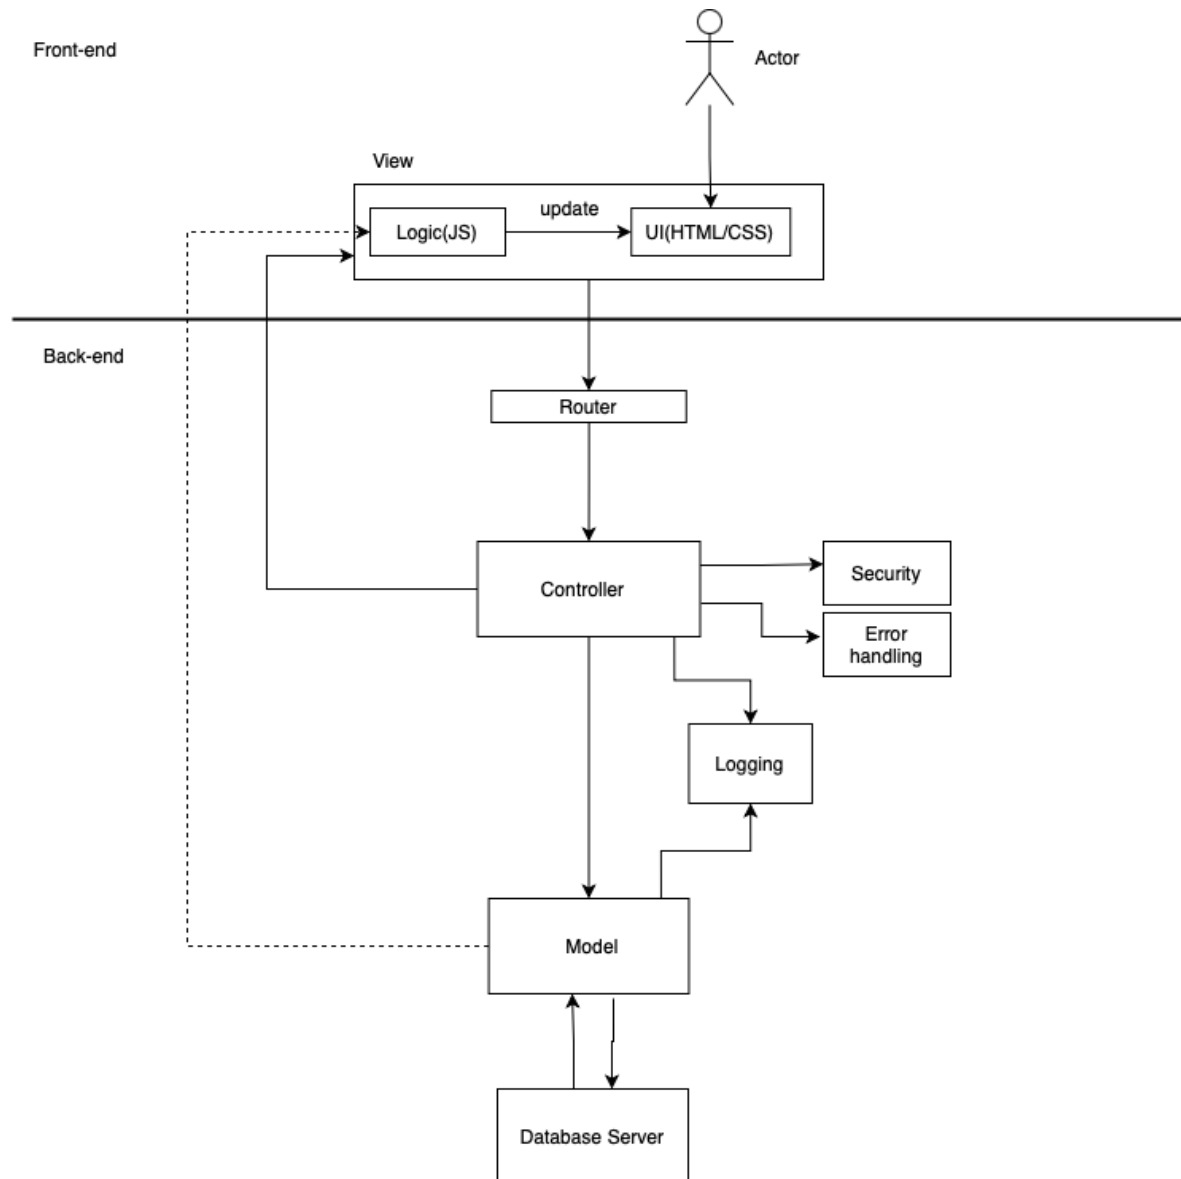 Front-end
Actor
View
update
Logic(JS)
UI(HTML/CSS)
Back-end
Router
Controller
Security
Error
handling
Logging
Model
Database Server